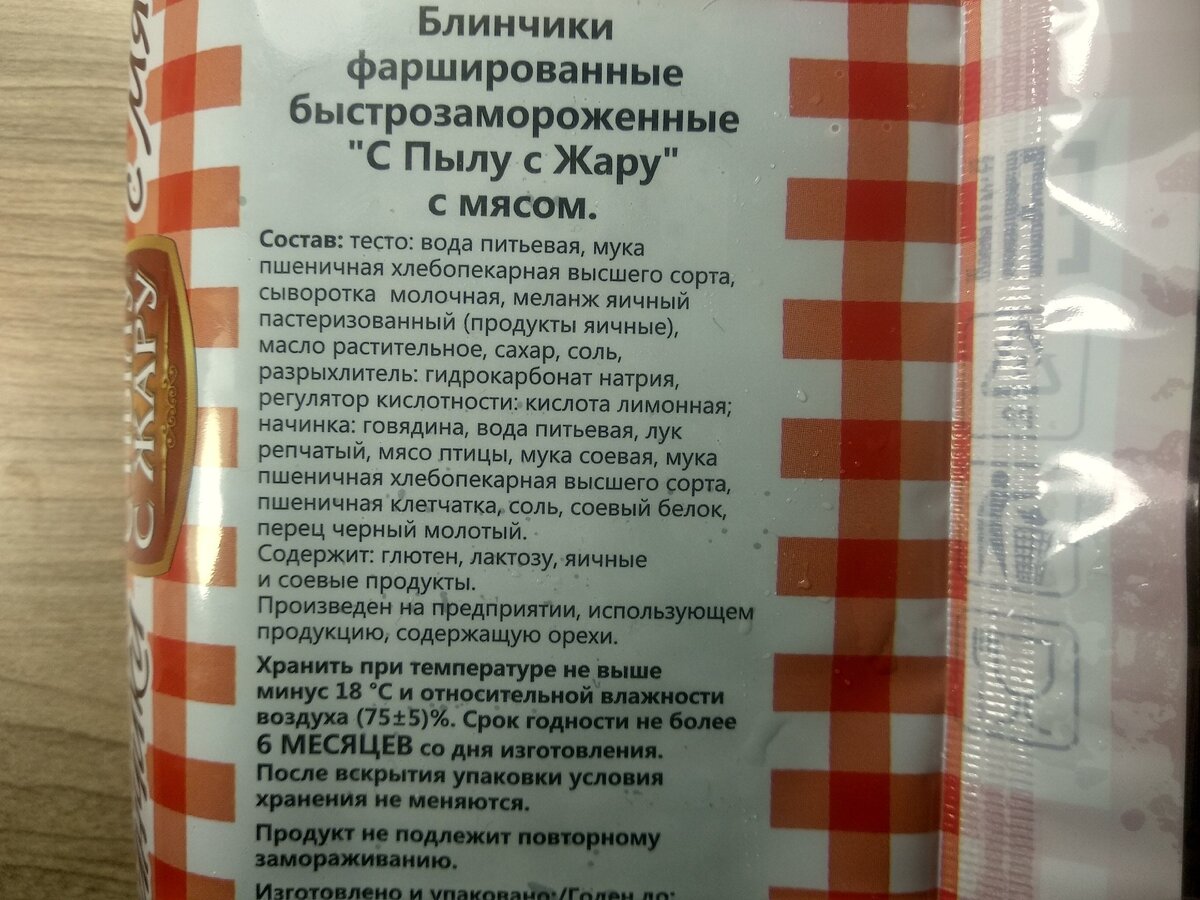 Блинчики
фаршированные
быстрозамороженные
"С Пылу с Жару"
с мясом.
Состав: тесто: вода питьевая, мука
пшеничная хлебопекарная высшего сорта,
сыворотка молочная, меланж яичный
пастеризованный (продукты яичные),
масло растительное, сахар, соль,
разрыхлитель: гидрокарбонат натрия,
регулятор кислотности: кислота лимонная;
начинка: говядина, вода питьевая, лук
репчатый, мясо птицы, мука соевая, мука
пшеничная хлебопекарная высшего сорта,
пшеничная клетчатка, соль, соевый белок,
перец черный молотый.
Содержит: глютен, лактозу, яичные
и соевые продукты.
Произведен на предприятии, использующем
продукцию, содержащую орехи.
Хранить при температуре не выше
минус 18 °С и относительной влажности
воздуха (75±5)%. Срок годности не более
6 МЕСЯЦЕВ со дня изготовления.
После вскрытия упаковки условия
хранения не меняются.
Продукт не подлежит повторному
замораживанию.
Изготовлено и упаковано:/Годен до:
С ЖАРУ